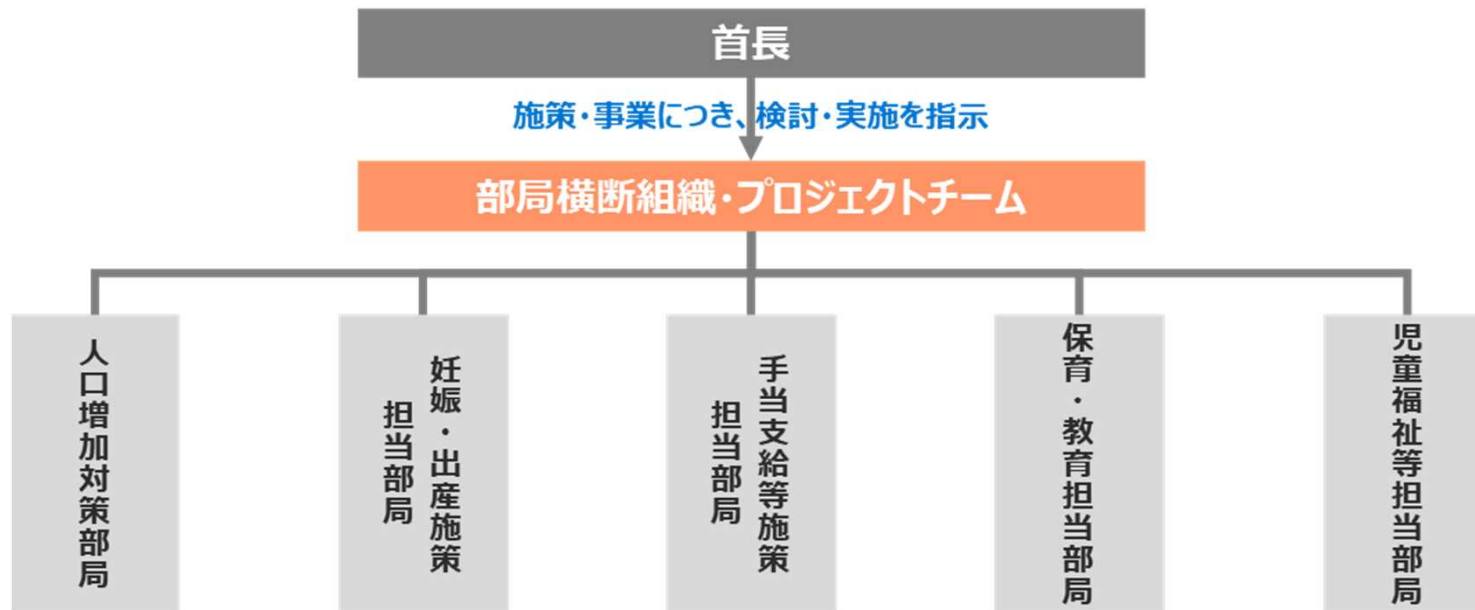 首長
施策・事業につき、検討・実施を指示
部局横断組織・プロジェクトチーム
人口増加対策部局
妊娠・出産施策
担当部局
手当支給等施策
担当部局
保育・教育担当部局
児童福祉等担当部局